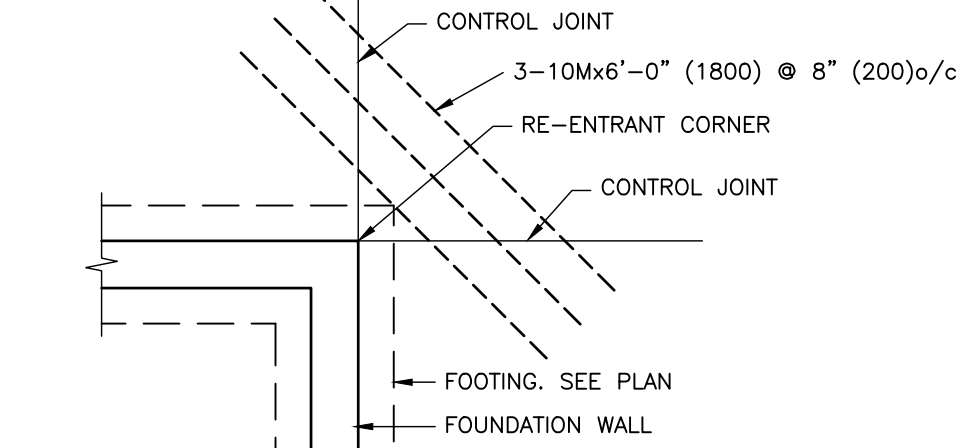 CONTROL JOINT
3-10Mx6'-0" (1800) @ 8" (200)o/c
RE-ENTRANT CORNER
CONTROL JOINT
FOOTING. SEE PLAN
FOUNDATION WALL